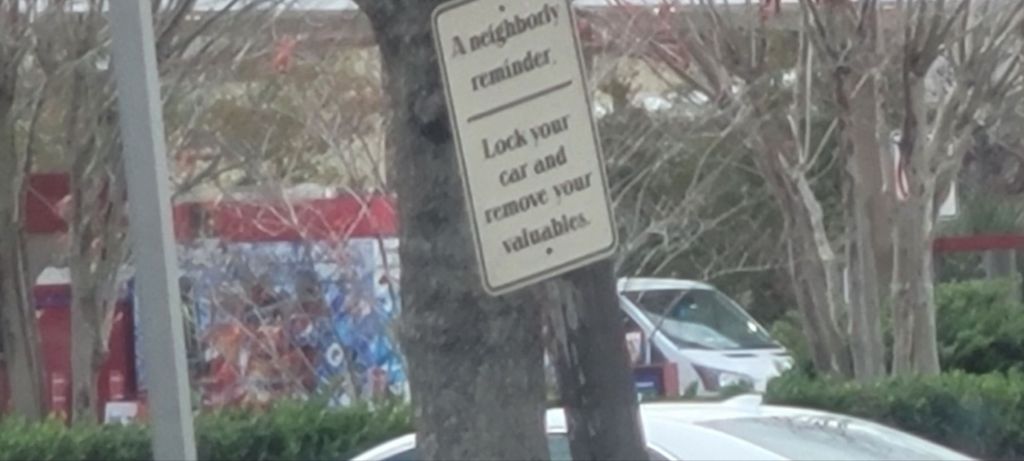 A neighborly
reminder.
Lock your
car and
remove your
valuables.